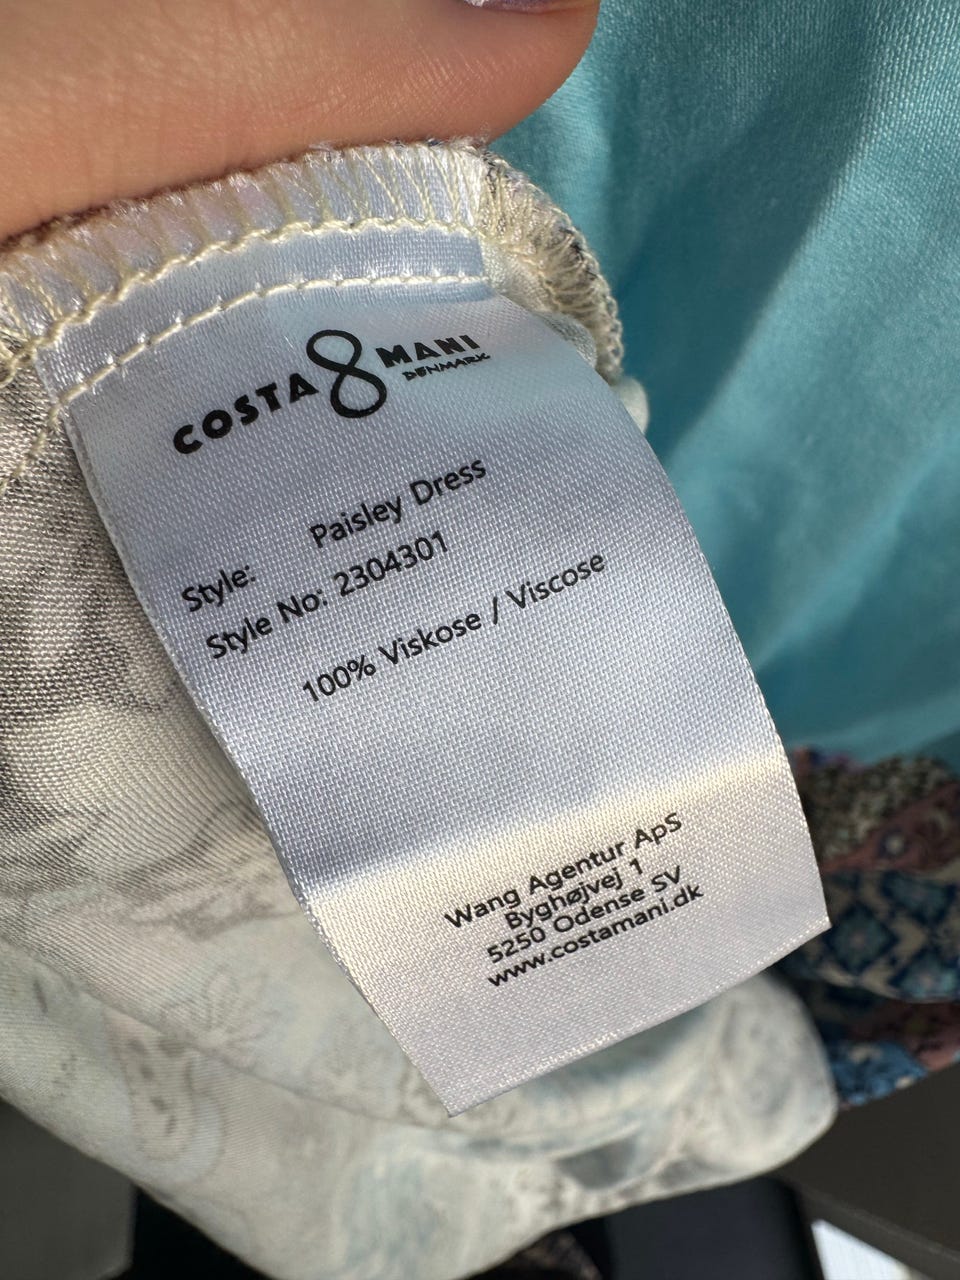 COSTA MANI
DENMARK
Style: Paisley Dress
Style No: 2304301
100% Viskose / Viscose
Wang Agentur ApS
Byghøjvej 1
5250 Odense SV
www.costamani.dk